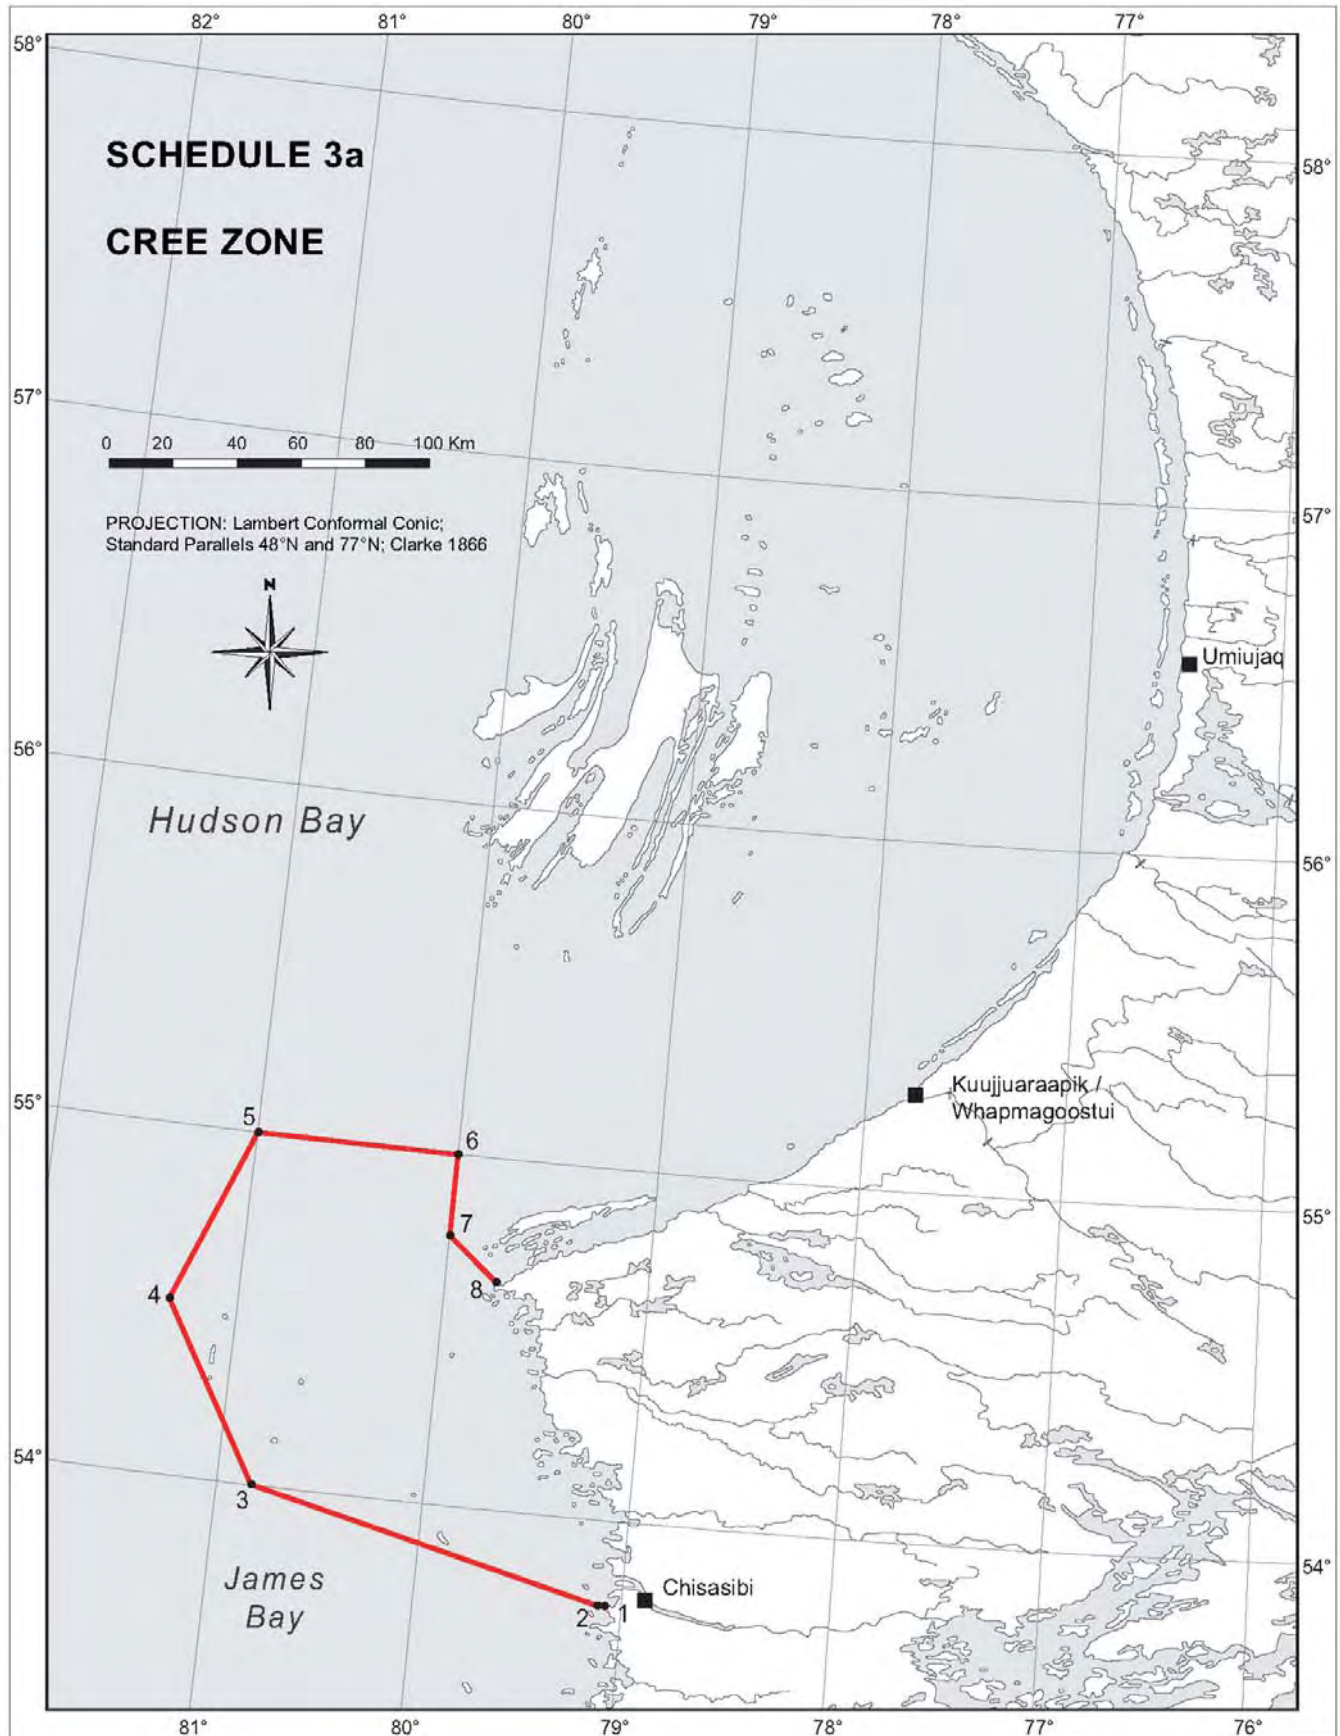 82° 81° 80° 79° 78° 77°
58°
SCHEDULE 3a
58°
CREE ZONE
57°
0 20 40 60 80 100 Km
57°
PROJECTION: Lambert Conformal Conic;
Standard Parallels 48°N and 77°N; Clarke 1866
N
Umiujaq
56°
Hudson Bay
56°
Kuujjuaraapik /
Whapmagoostui
55°
5
6
55°
7
8
4
54°
3
54°
James
Bay
Chisasibi
2 1
81° 80° 79° 78° 77° 76°